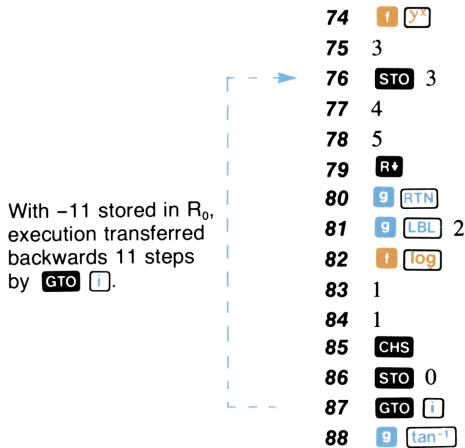 74 f yˣ
75 3
76 STO 3
77 4
78 5
79 R↓
80 g RTN
81 g LBL 2
82 f log
83 1
84 1
85 CHS
86 STO 0
87 GTO i
88 g tan⁻¹
With −11 stored in R₀,
execution transferred
backwards 11 steps
by GTO i.